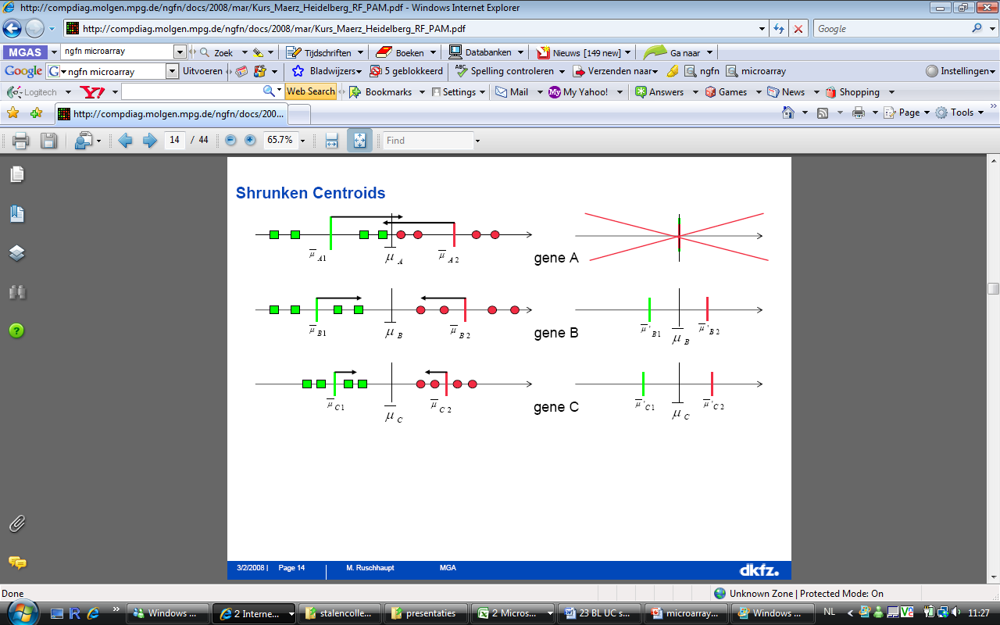 http://compdiag.molgen.mpg.de/ngfn/docs/2008/mar/Kurs_Maerz_Heidelberg_RF_PAM.pdf - Windows Internet Explorer
http://compdiag.molgen.mpg.de/ngfn/docs/2008/mar/Kurs_Maerz_Heidelberg_RF_PAM.pdf Google
MGAS ngfn microarray Zoek Tijdschriften Boeken Databanken Nieuws [149 new] Ga naar
Google G ngfn microarray Uitvoeren Bladwijzers 5 geblokkeerd Spelling controleren Verzenden naar ngfn microarray Instellingen
Logitech Y! Web Search Bookmarks Settings Mail My Yahoo! Answers Games News Shopping
http://compdiag.molgen.mpg.de/ngfn/docs/200... Page Tools
14 / 44 65.7% Find
Shrunken Centroids
μ̄ A1 μ̄ A μ̄ A2 gene A
μ̄ B1 μ̄ B μ̄ B2 gene B μ̄' B1 μ̄ B μ̄' B2
μ̄ C1 μ̄ C μ̄ C2 gene C μ̄' C1 μ̄ C μ̄' C2
3/2/2008 | Page 14 M. Ruschhaupt MGA dkfz.
Done Unknown Zone | Protected Mode: On
Windows ... 2 Interne... stalencolle... presentaties 2 Micros... 23 BL UC s... microarray... Windows ... NL 11:27